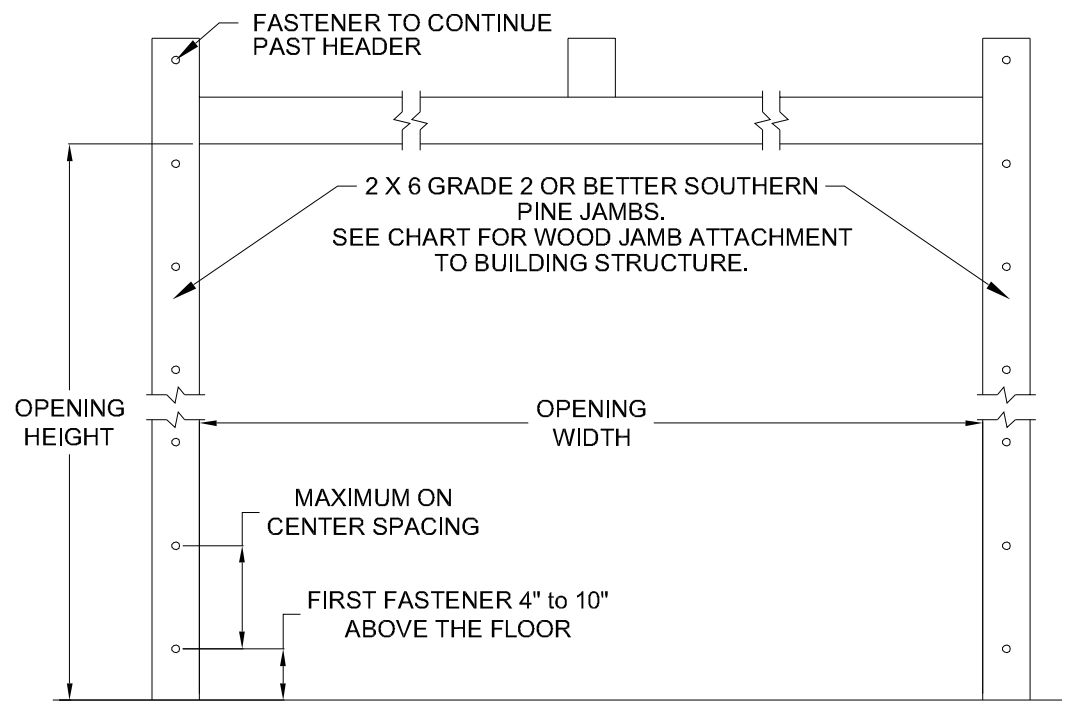 FASTENER TO CONTINUE
PAST HEADER
2 X 6 GRADE 2 OR BETTER SOUTHERN
PINE JAMBS.
SEE CHART FOR WOOD JAMB ATTACHMENT
TO BUILDING STRUCTURE.
OPENING
HEIGHT
OPENING
WIDTH
MAXIMUM ON
CENTER SPACING
FIRST FASTENER 4" to 10"
ABOVE THE FLOOR